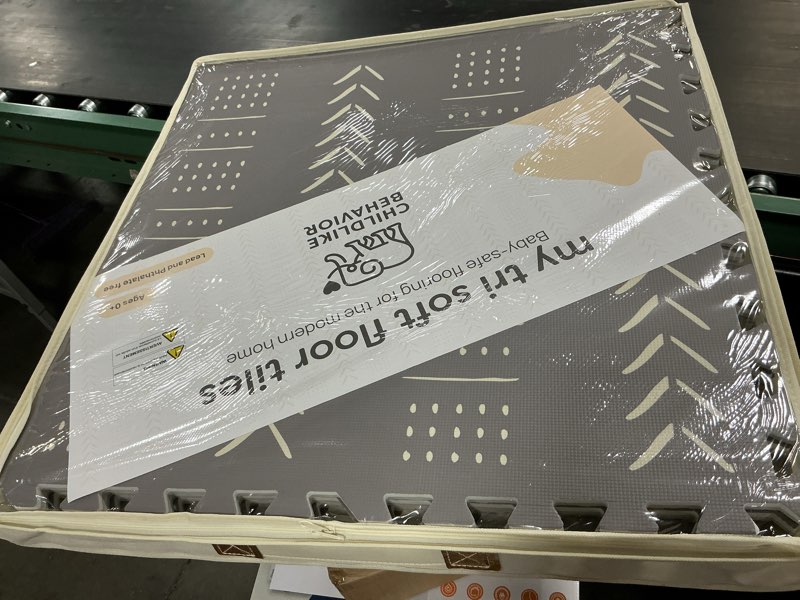 my tri soft floor tiles
Baby-safe flooring for the modern home
CHILDLIKE
BEHAVIOR
Lead and Phthalate free
Ages 0+
AVERTISSEMENT